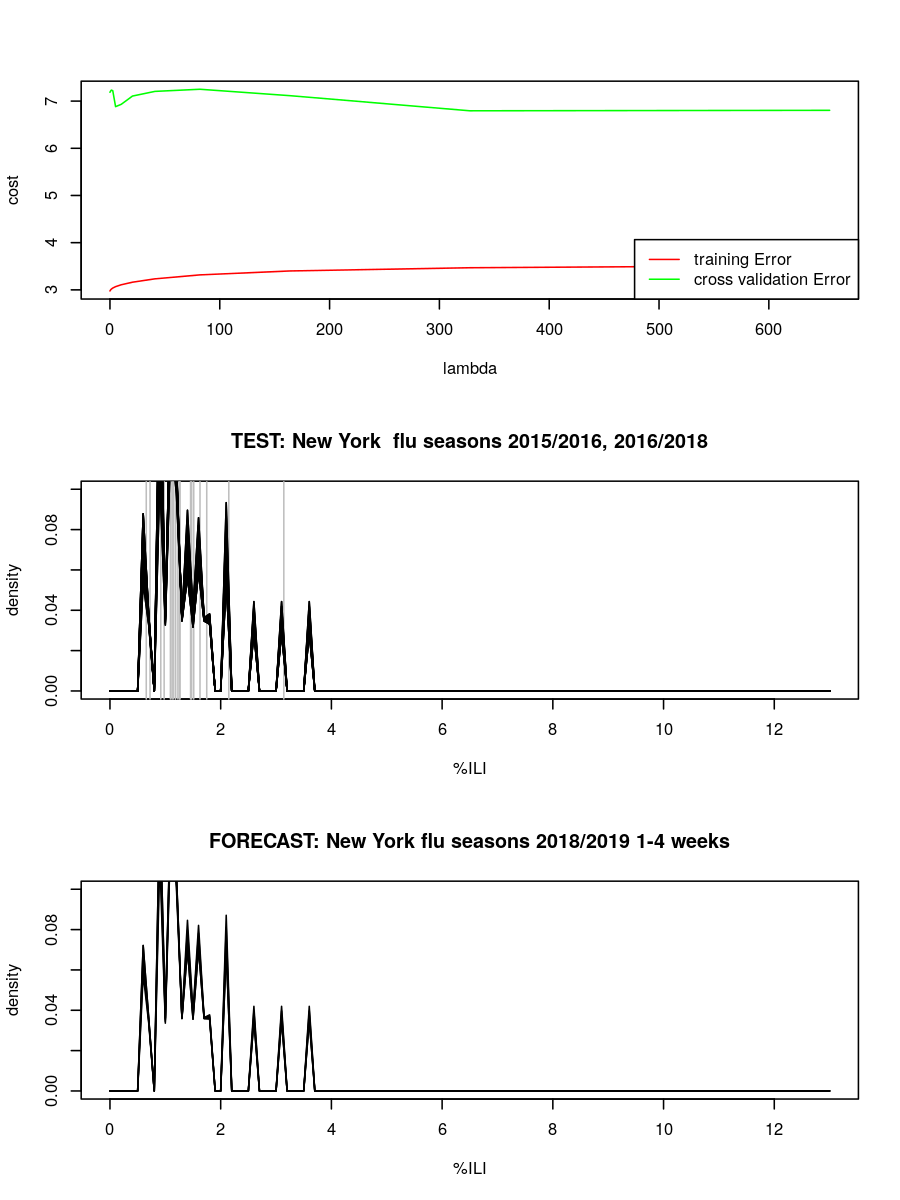 7
6
5
4
3
cost
training Error
cross validation Error
0 100 200 300 400 500 600
lambda
TEST: New York  flu seasons 2015/2016, 2016/2018
0.08
0.04
0.00
density
0 2 4 6 8 10 12
%ILI
FORECAST: New York flu seasons 2018/2019 1-4 weeks
0.08
0.04
0.00
density
0 2 4 6 8 10 12
%ILI